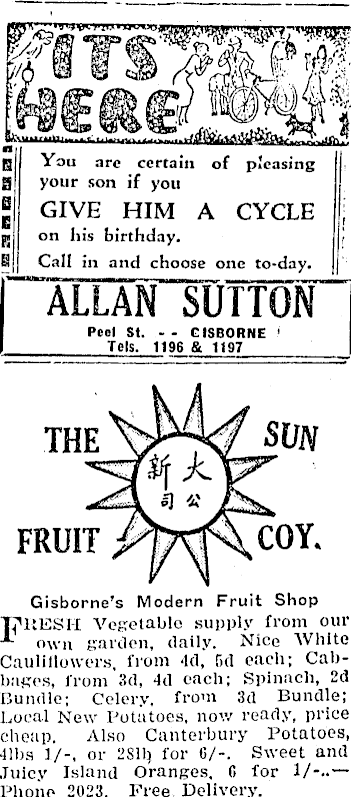 ITS
HERE
You are certain of pleasing
your son if you
GIVE HIM A CYCLE
on his birthday.
Call in and choose one to-day.
ALLAN SUTTON
Peel St. - - GISBORNE
Tels. 1196 & 1197
THE SUN
大新
公司
FRUIT COY.
Gisborne's Modern Fruit Shop
FRESH Vegetable supply from our
own garden, daily. Nice White
Cauliflowers, from 4d, 5d each; Cab-
bages, from 3d, 4d each; Spinach, 2d
Bundle; Celery, from 3d Bundle;
Local New Potatoes, now ready, price
cheap. Also Canterbury Potatoes,
4lbs 1/-, or 28lb for 6/-. Sweet and
Juicy Island Oranges, 6 for 1/-..—
Phone 2023. Free Delivery.